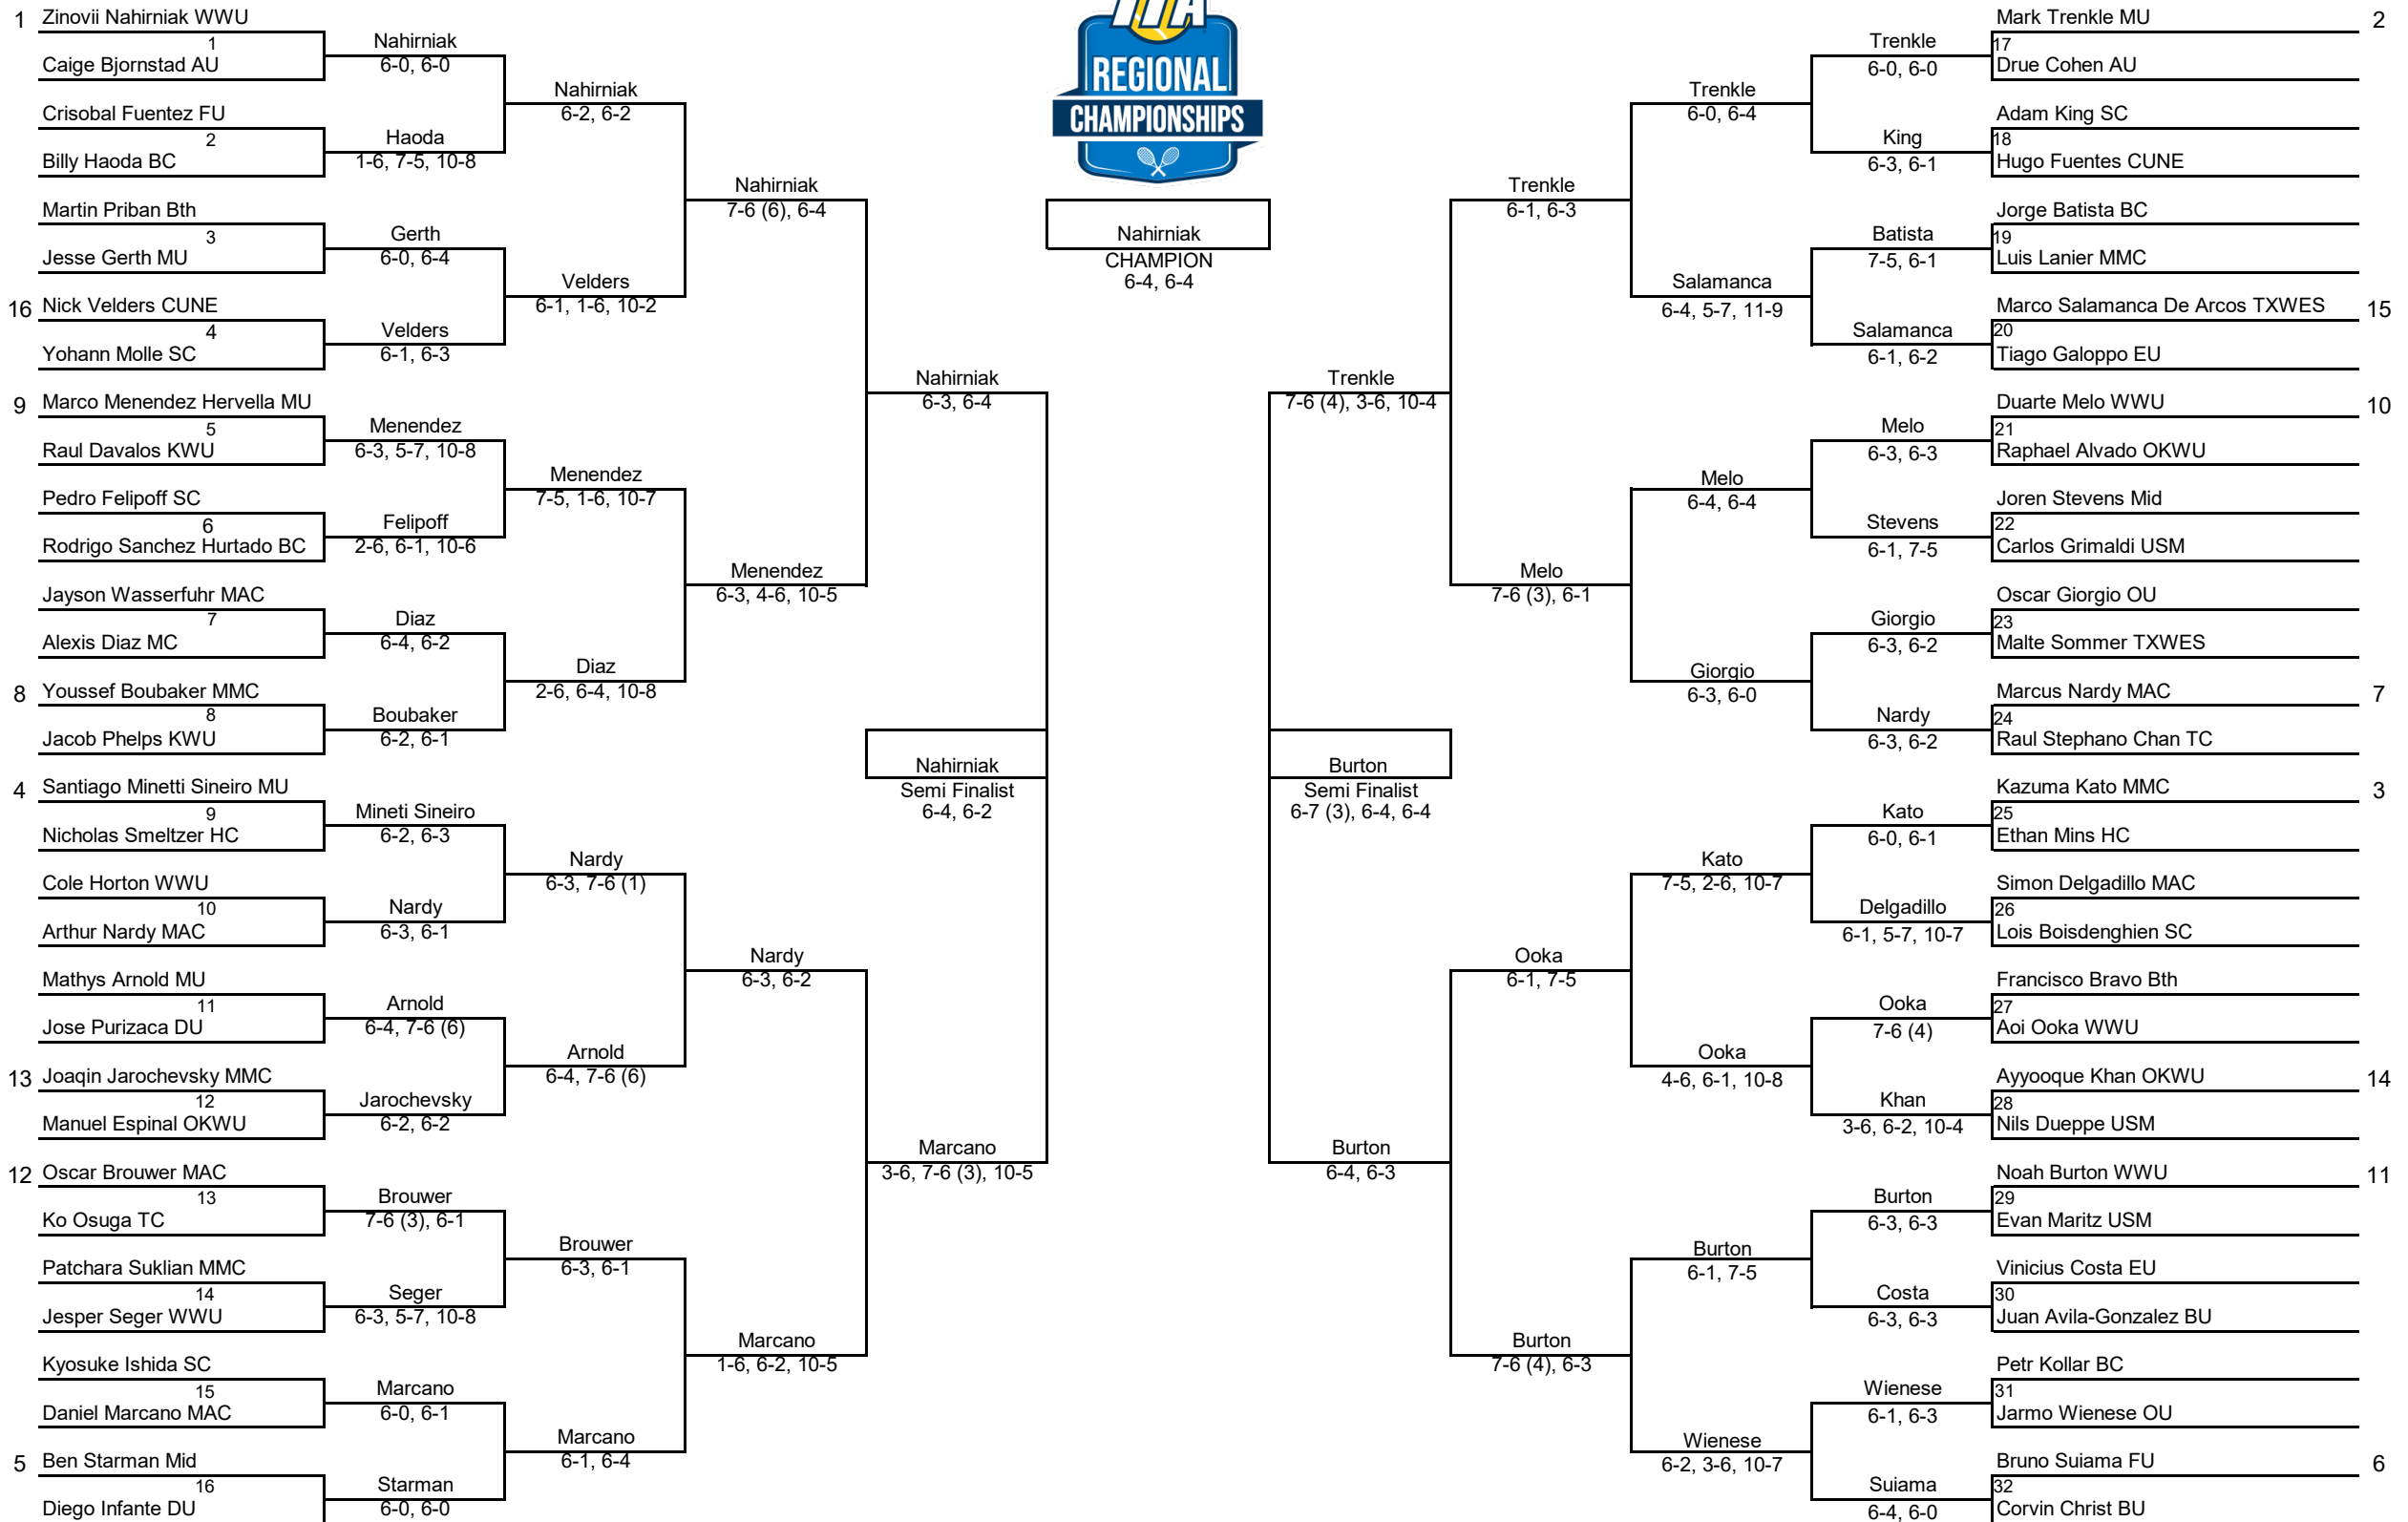 1 Zinovii Nahirniak WWU
1
Caige Bjornstad AU
Nahirniak
6-0, 6-0
Crisobal Fuentez FU
2
Billy Haoda BC
Haoda
1-6, 7-5, 10-8
Nahirniak
6-2, 6-2
Martin Priban Bth
3
Jesse Gerth MU
Gerth
6-0, 6-4
16 Nick Velders CUNE
4
Yohann Molle SC
Velders
6-1, 6-3
Velders
6-1, 1-6, 10-2
Nahirniak
7-6 (6), 6-4
9 Marco Menendez Hervella MU
5
Raul Davalos KWU
Menendez
6-3, 5-7, 10-8
Pedro Felipoff SC
6
Rodrigo Sanchez Hurtado BC
Felipoff
2-6, 6-1, 10-6
Menendez
7-5, 1-6, 10-7
Jayson Wasserfuhr MAC
7
Alexis Diaz MC
Diaz
6-4, 6-2
8 Youssef Boubaker MMC
8
Jacob Phelps KWU
Boubaker
6-2, 6-1
Diaz
2-6, 6-4, 10-8
Menendez
6-3, 4-6, 10-5
Nahirniak
6-3, 6-4
4 Santiago Minetti Sineiro MU
9
Nicholas Smeltzer HC
Mineti Sineiro
6-2, 6-3
Cole Horton WWU
10
Arthur Nardy MAC
Nardy
6-3, 6-1
Nardy
6-3, 7-6 (1)
Mathys Arnold MU
11
Jose Purizaca DU
Arnold
6-4, 7-6 (6)
13 Joaqin Jarochevsky MMC
12
Manuel Espinal OKWU
Jarochevsky
6-2, 6-2
Arnold
6-4, 7-6 (6)
Nardy
6-3, 6-2
12 Oscar Brouwer MAC
13
Ko Osuga TC
Brouwer
7-6 (3), 6-1
Patchara Suklian MMC
14
Jesper Seger WWU
Seger
6-3, 5-7, 10-8
Brouwer
6-3, 6-1
Kyosuke Ishida SC
15
Daniel Marcano MAC
Marcano
6-0, 6-1
5 Ben Starman Mid
16
Diego Infante DU
Starman
6-0, 6-0
Marcano
6-1, 6-4
Marcano
1-6, 6-2, 10-5
Marcano
3-6, 7-6 (3), 10-5
Nahirniak
Semi Finalist
6-4, 6-2
ITA
REGIONAL
CHAMPIONSHIPS
Nahirniak
CHAMPION
6-4, 6-4
Burton
Semi Finalist
6-7 (3), 6-4, 6-4
Trenkle
7-6 (4), 3-6, 10-4
Trenkle
6-1, 6-3
Trenkle
6-0, 6-4
Trenkle
6-0, 6-0
Mark Trenkle MU 2
17
Drue Cohen AU
King
6-3, 6-1
Adam King SC
18
Hugo Fuentes CUNE
Salamanca
6-4, 5-7, 11-9
Batista
7-5, 6-1
Jorge Batista BC
19
Luis Lanier MMC
Salamanca
6-1, 6-2
Marco Salamanca De Arcos TXWES 15
20
Tiago Galoppo EU
Melo
7-6 (3), 6-1
Melo
6-4, 6-4
Melo
6-3, 6-3
Duarte Melo WWU 10
21
Raphael Alvado OKWU
Stevens
6-1, 7-5
Joren Stevens Mid
22
Carlos Grimaldi USM
Giorgio
6-3, 6-0
Giorgio
6-3, 6-2
Oscar Giorgio OU
23
Malte Sommer TXWES
Nardy
6-3, 6-2
Marcus Nardy MAC 7
24
Raul Stephano Chan TC
Burton
6-4, 6-3
Ooka
6-1, 7-5
Kato
7-5, 2-6, 10-7
Kato
6-0, 6-1
Kazuma Kato MMC 3
25
Ethan Mins HC
Delgadillo
6-1, 5-7, 10-7
Simon Delgadillo MAC
26
Lois Boisdenghien SC
Ooka
4-6, 6-1, 10-8
Ooka
7-6 (4)
Francisco Bravo Bth
27
Aoi Ooka WWU
Khan
3-6, 6-2, 10-4
Ayyooque Khan OKWU 14
28
Nils Dueppe USM
Burton
7-6 (4), 6-3
Burton
6-1, 7-5
Burton
6-3, 6-3
Noah Burton WWU 11
29
Evan Maritz USM
Costa
6-3, 6-3
Vinicius Costa EU
30
Juan Avila-Gonzalez BU
Wienese
6-2, 3-6, 10-7
Wienese
6-1, 6-3
Petr Kollar BC
31
Jarmo Wienese OU
Suiama
6-4, 6-0
Bruno Suiama FU 6
32
Corvin Christ BU